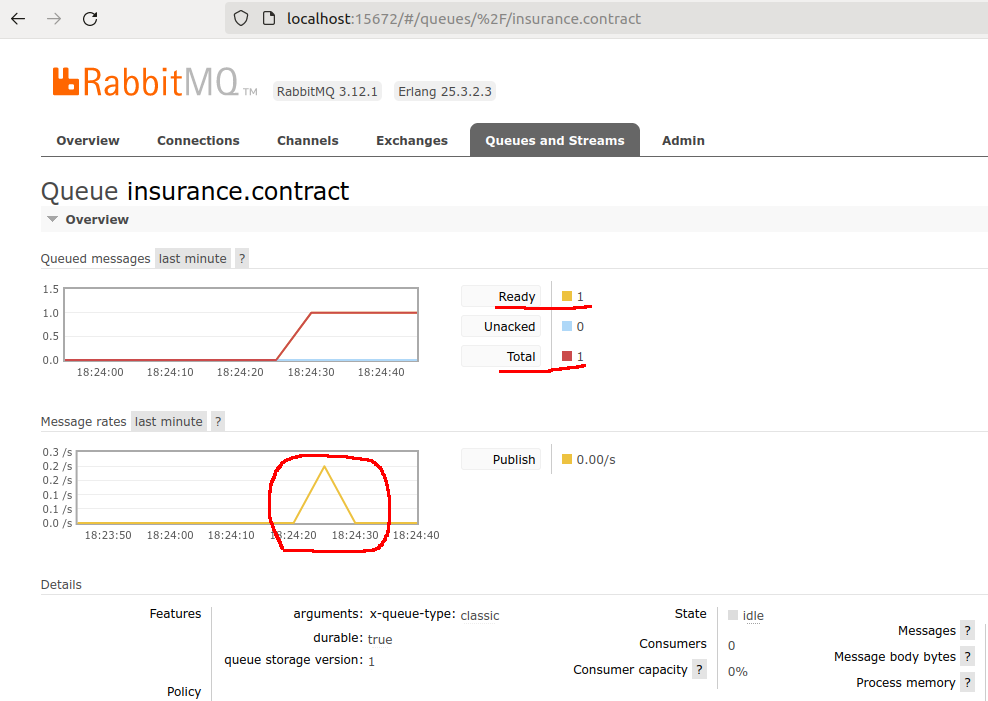 localhost:15672/#/queues/%2F/insurance.contract
RabbitMQ TM RabbitMQ 3.12.1 Erlang 25.3.2.3
Overview Connections Channels Exchanges Queues and Streams Admin
Queue insurance.contract
Overview
Queued messages last minute ?
1.5
1.0
0.5
0.0
18:24:00 18:24:10 18:24:20 18:24:30 18:24:40
Ready 1
Unacked 0
Total 1
Message rates last minute ?
0.3 /s
0.2 /s
0.2 /s
0.1 /s
0.1 /s
0.0 /s
18:23:50 18:24:00 18:24:10 18:24:20 18:24:30 18:24:40
Publish 0.00/s
Details
Features
arguments: x-queue-type: classic
durable: true
queue storage version: 1
Policy
State idle
Consumers 0
Consumer capacity ? 0%
Messages ?
Message body bytes ?
Process memory ?